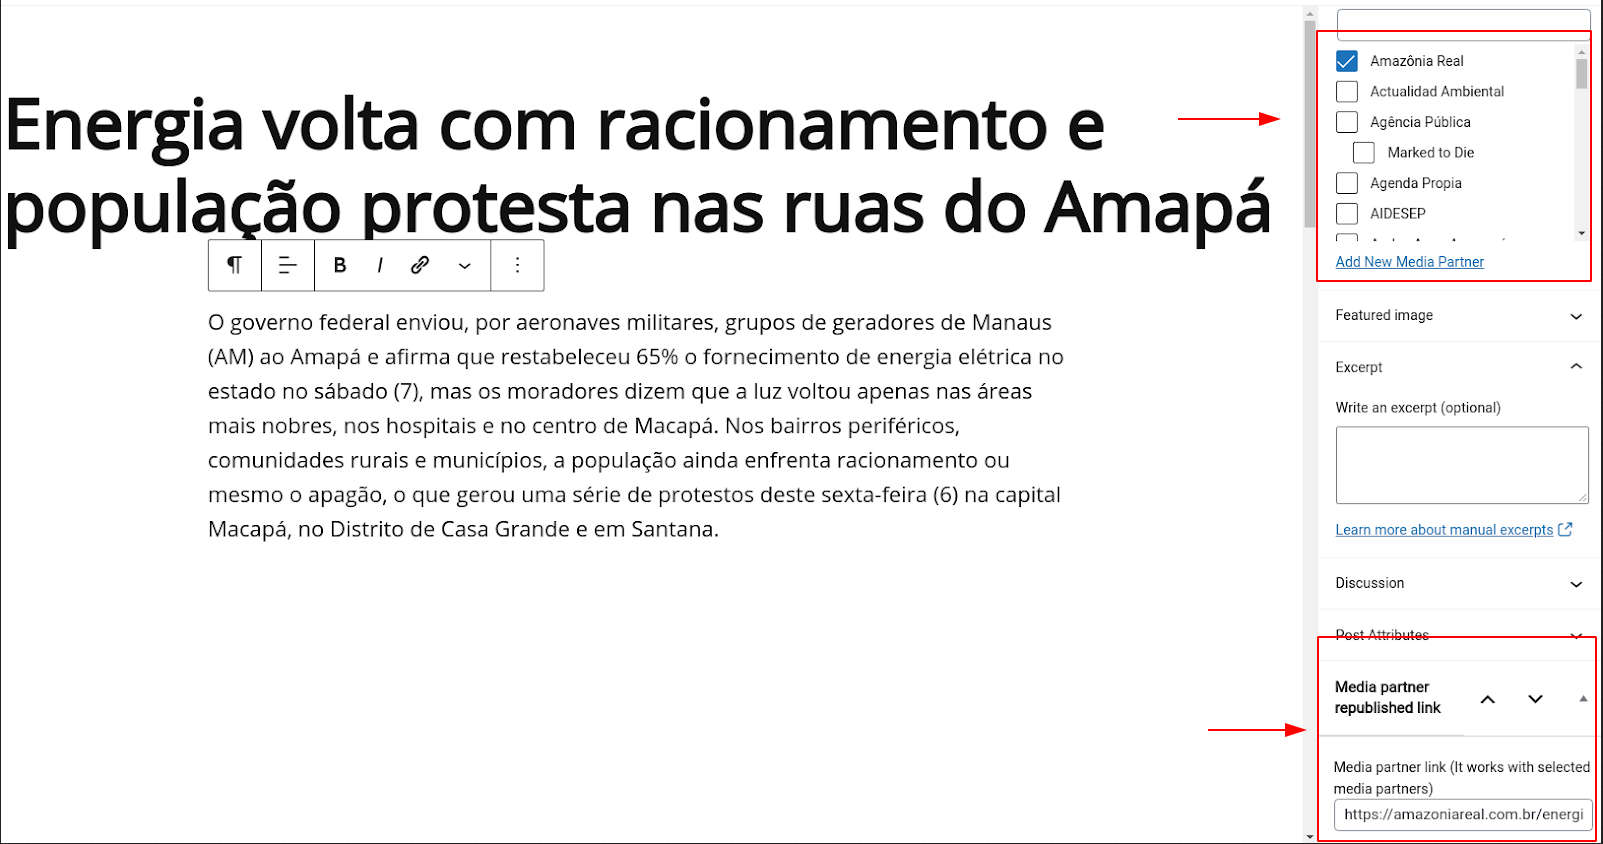 Energia volta com racionamento e
população protesta nas ruas do Amapá
B I
O governo federal enviou, por aeronaves militares, grupos de geradores de Manaus
(AM) ao Amapá e afirma que restabeleceu 65% o fornecimento de energia elétrica no
estado no sábado (7), mas os moradores dizem que a luz voltou apenas nas áreas
mais nobres, nos hospitais e no centro de Macapá. Nos bairros periféricos,
comunidades rurais e municípios, a população ainda enfrenta racionamento ou
mesmo o apagão, o que gerou uma série de protestos deste sexta-feira (6) na capital
Macapá, no Distrito de Casa Grande e em Santana.
Amazônia Real
Actualidad Ambiental
Agência Pública
Marked to Die
Agenda Propia
AIDESEP
Add New Media Partner
Featured image
Excerpt
Write an excerpt (optional)
Learn more about manual excerpts
Discussion
Post Attributes
Media partner
republished link
Media partner link (It works with selected
media partners)
https://amazoniareal.com.br/energi